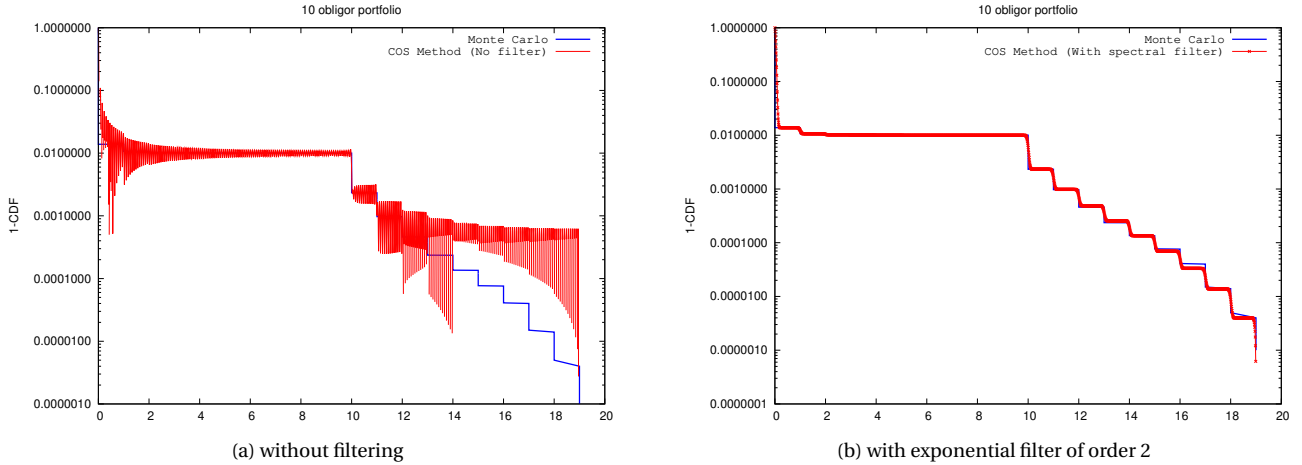 10 obligor portfolio
1.0000000
0.1000000
0.0100000
0.0010000
0.0001000
0.0000100
0.0000010
1-CDF
0 2 4 6 8 10 12 14 16 18 20
Monte Carlo
COS Method (No filter)
(a) without filtering
10 obligor portfolio
1.0000000
0.1000000
0.0100000
0.0010000
0.0001000
0.0000100
0.0000010
0.0000001
1-CDF
0 2 4 6 8 10 12 14 16 18 20
Monte Carlo
COS Method (With spectral filter)
(b) with exponential filter of order 2